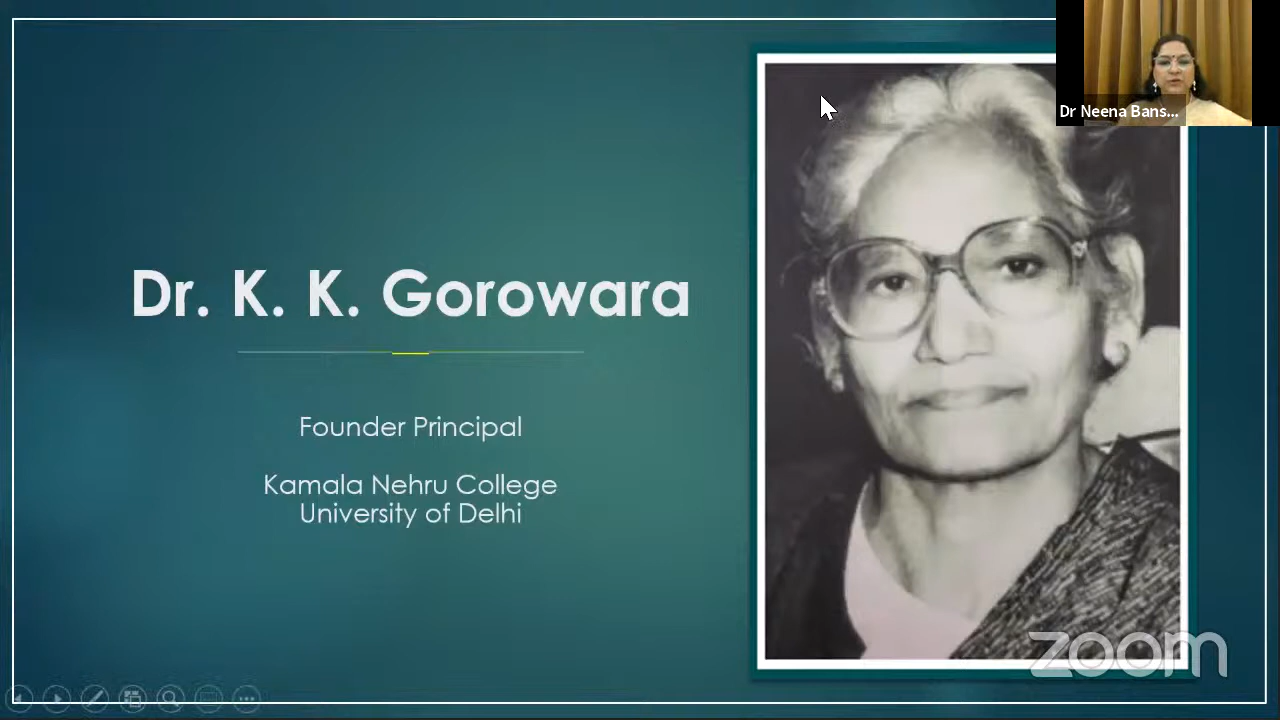 Dr Neena Bans...
Dr. K. K. Gorowara
Founder Principal
Kamala Nehru College
University of Delhi
zoom